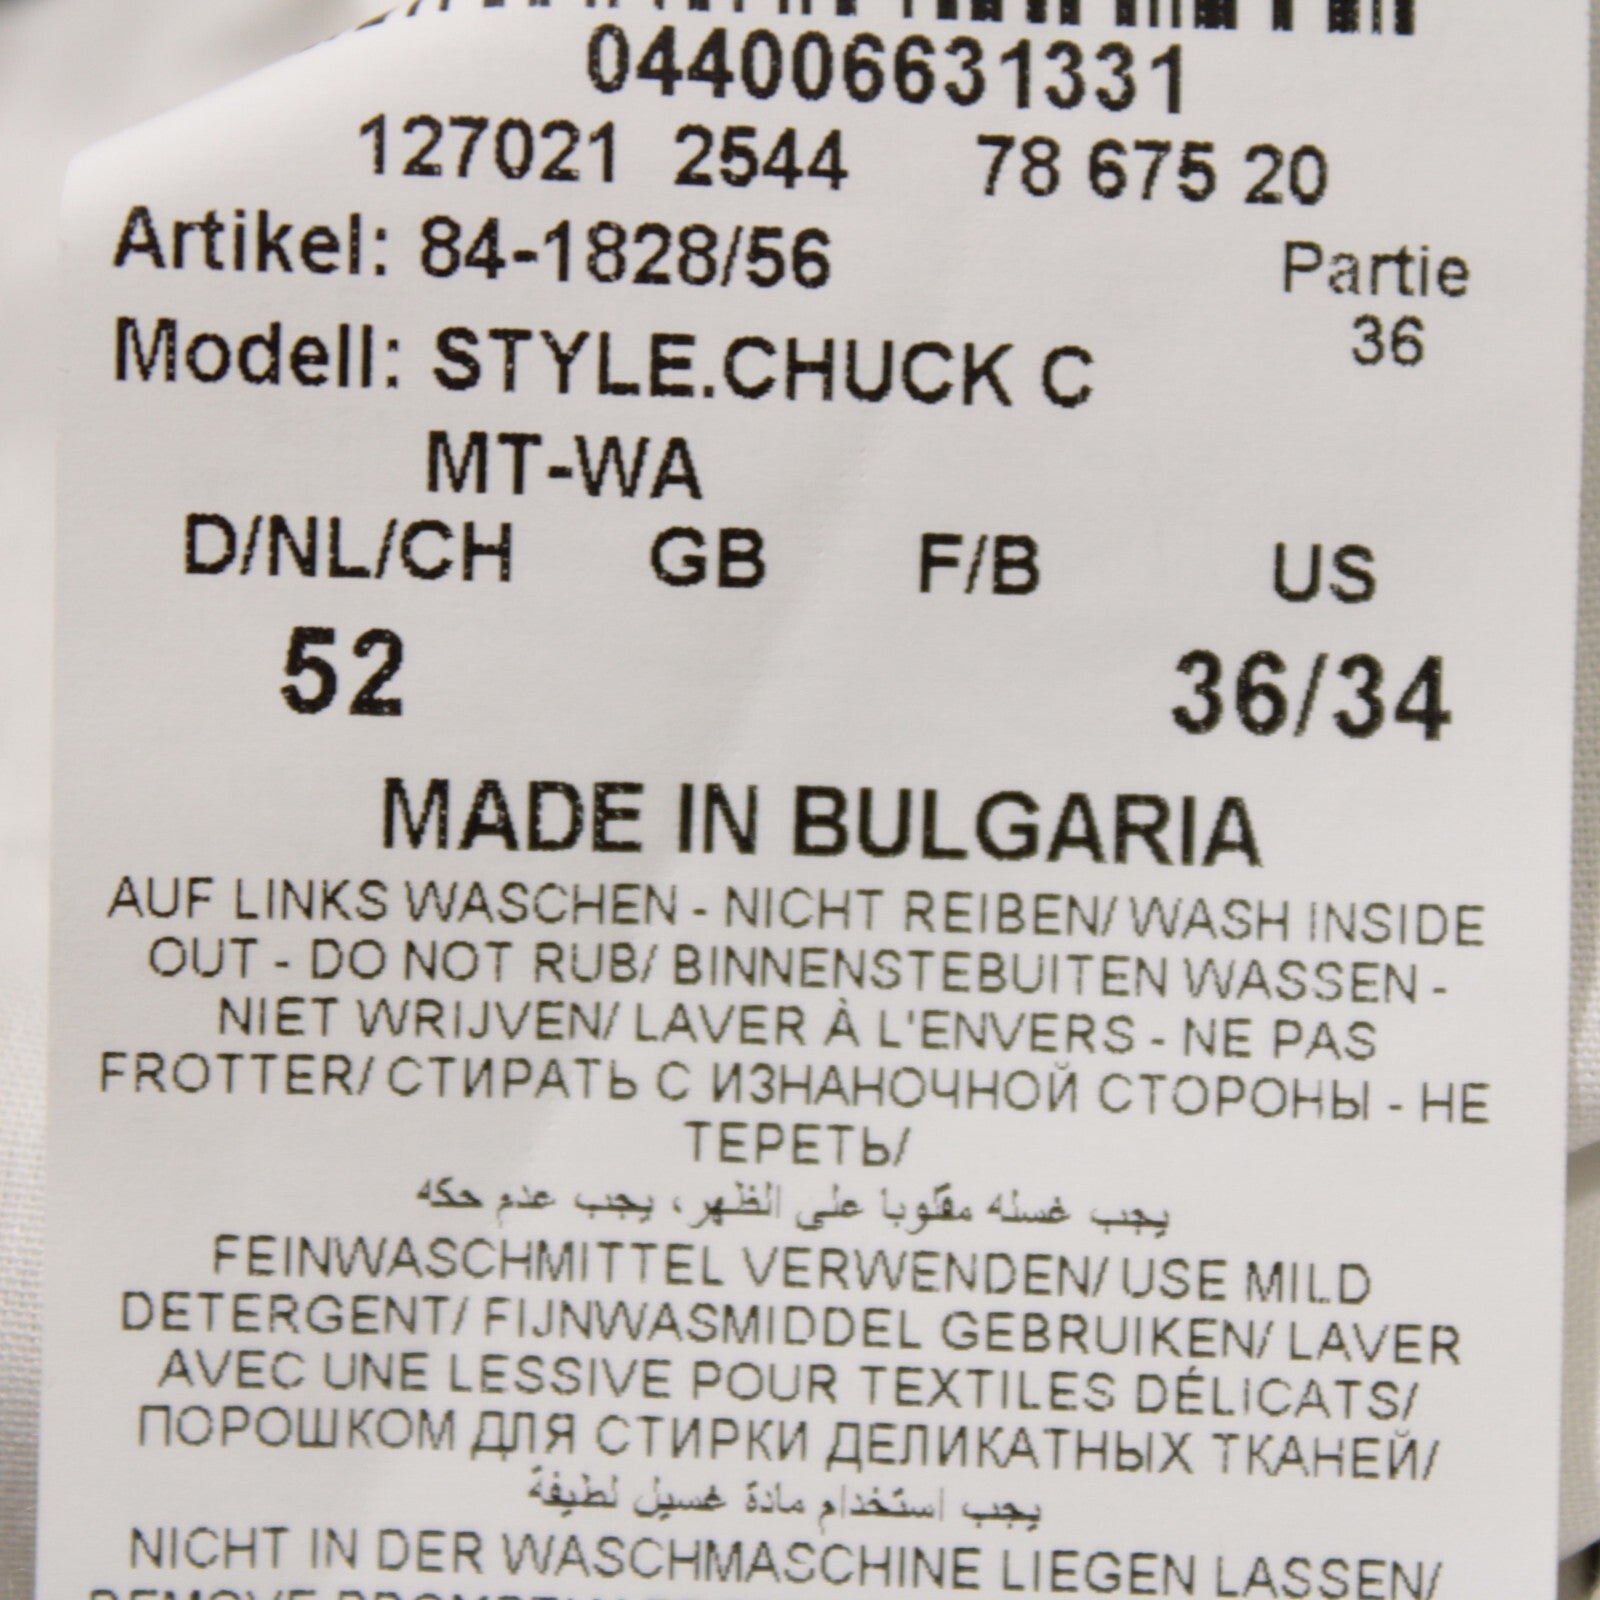 044006631331
127021 2544 78 675 20
Artikel: 84-1828/56 Partie
36
Modell: STYLE.CHUCK C
MT-WA
D/NL/CH GB F/B US
52 36/34
MADE IN BULGARIA
AUF LINKS WASCHEN - NICHT REIBEN/ WASH INSIDE
OUT - DO NOT RUB/ BINNENSTEBUITEN WASSEN -
NIET WRIJVEN/ LAVER À L'ENVERS - NE PAS
FROTTER/ СТИРАТЬ С ИЗНАНОЧНОЙ СТОРОНЫ - НЕ
ТЕРЕТЬ/
يجب غسله مقلوبا على الظهر، يجب عدم حكه
FEINWASCHMITTEL VERWENDEN/ USE MILD
DETERGENT/ FIJNWASMIDDEL GEBRUIKEN/ LAVER
AVEC UNE LESSIVE POUR TEXTILES DÉLICATS/
ПОРОШКОМ ДЛЯ СТИРКИ ДЕЛИКАТНЫХ ТКАНЕЙ/
يجب استخدام مادة غسيل لطيفة
NICHT IN DER WASCHMASCHINE LIEGEN LASSEN/